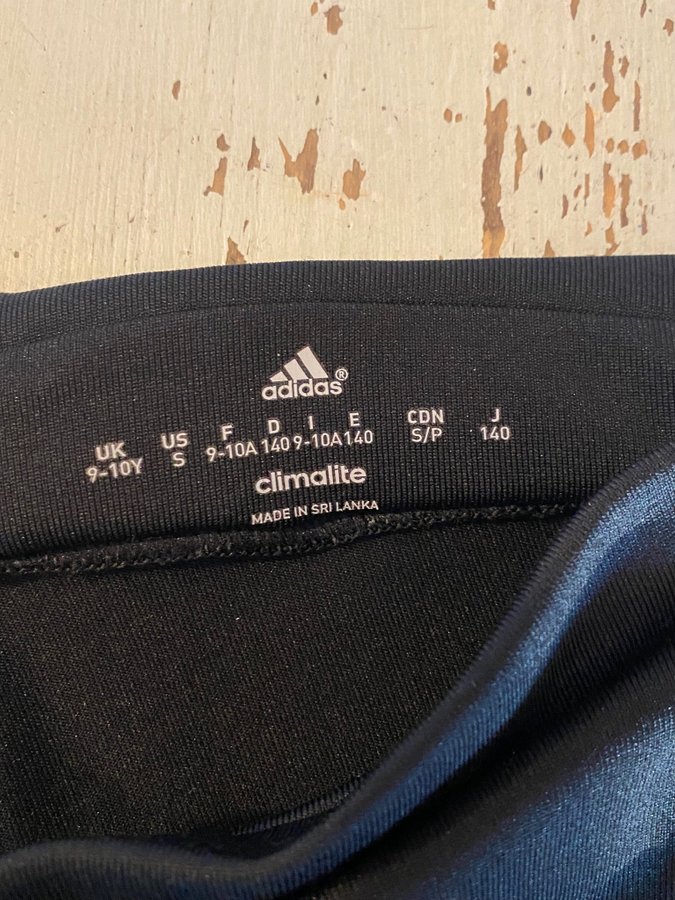 adidas®
UK US F D I E CDN J
9-10Y S 9-10A 140 9-10A 140 S/P 140
climalite
MADE IN SRI LANKA